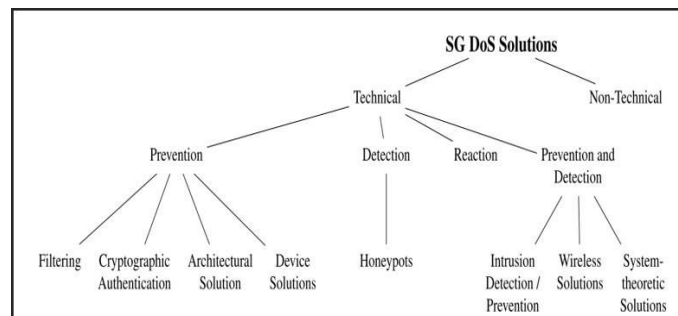 SG DoS Solutions
Technical
Non-Technical
Prevention
Detection
Reaction
Prevention and
Detection
Filtering
Cryptographic
Authentication
Architectural
Solution
Device
Solutions
Honeypots
Intrusion
Detection /
Prevention
Wireless
Solutions
System-
theoretic
Solutions